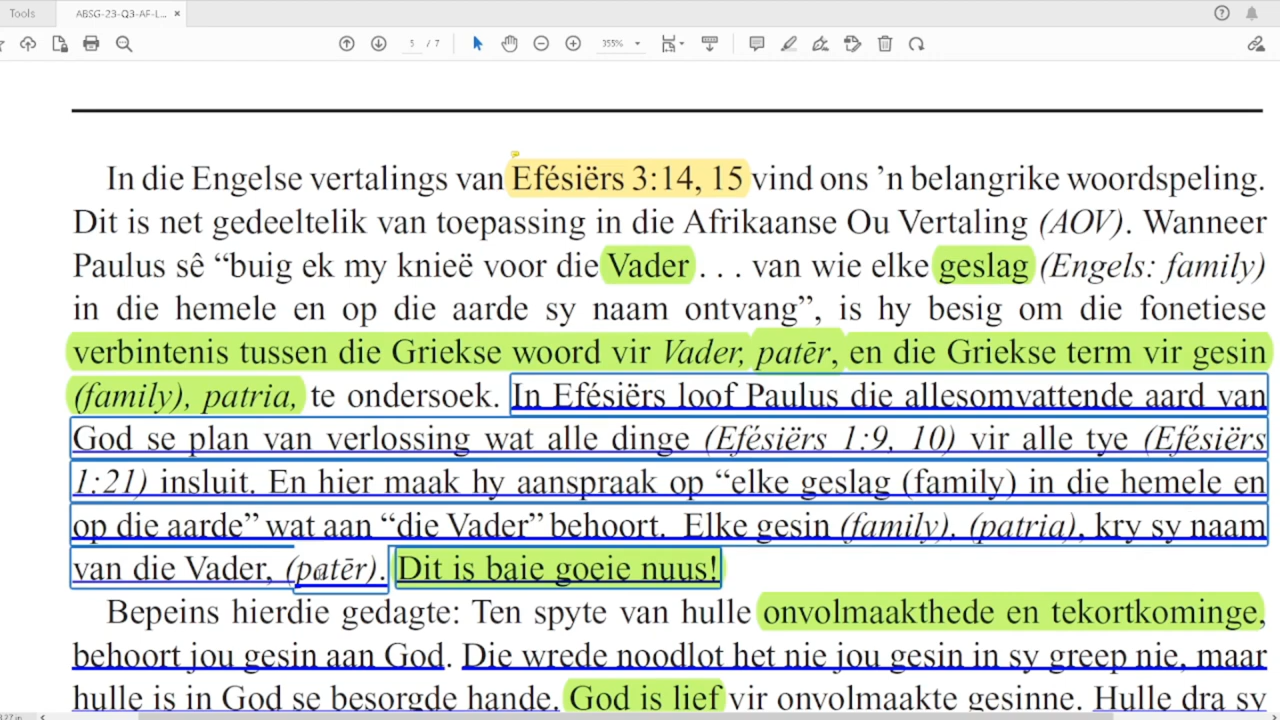 Tools
ABSG-23-Q3-AF-L...
5 / 7
355%
In die Engelse vertalings van Efésiërs 3:14, 15 vind ons ’n belangrike woordspeling.
Dit is net gedeeltelik van toepassing in die Afrikaanse Ou Vertaling (AOV). Wanneer
Paulus sê “buig ek my knieë voor die Vader . . . van wie elke geslag (Engels: family)
in die hemele en op die aarde sy naam ontvang”, is hy besig om die fonetiese
verbintenis tussen die Griekse woord vir Vader, patēr, en die Griekse term vir gesin
(family), patria, te ondersoek. In Efésiërs loof Paulus die allesomvattende aard van
God se plan van verlossing wat alle dinge (Efésiërs 1:9, 10) vir alle tye (Efésiërs
1:21) insluit. En hier maak hy aanspraak op “elke geslag (family) in die hemele en
op die aarde” wat aan “die Vader” behoort. Elke gesin (family), (patria), kry sy naam
van die Vader, (patēr). Dit is baie goeie nuus!
Bepeins hierdie gedagte: Ten spyte van hulle onvolmaakthede en tekortkominge,
behoort jou gesin aan God. Die wrede noodlot het nie jou gesin in sy greep nie, maar
hulle is in God se besorgde hande. God is lief vir onvolmaakte gesinne. Hulle dra sy